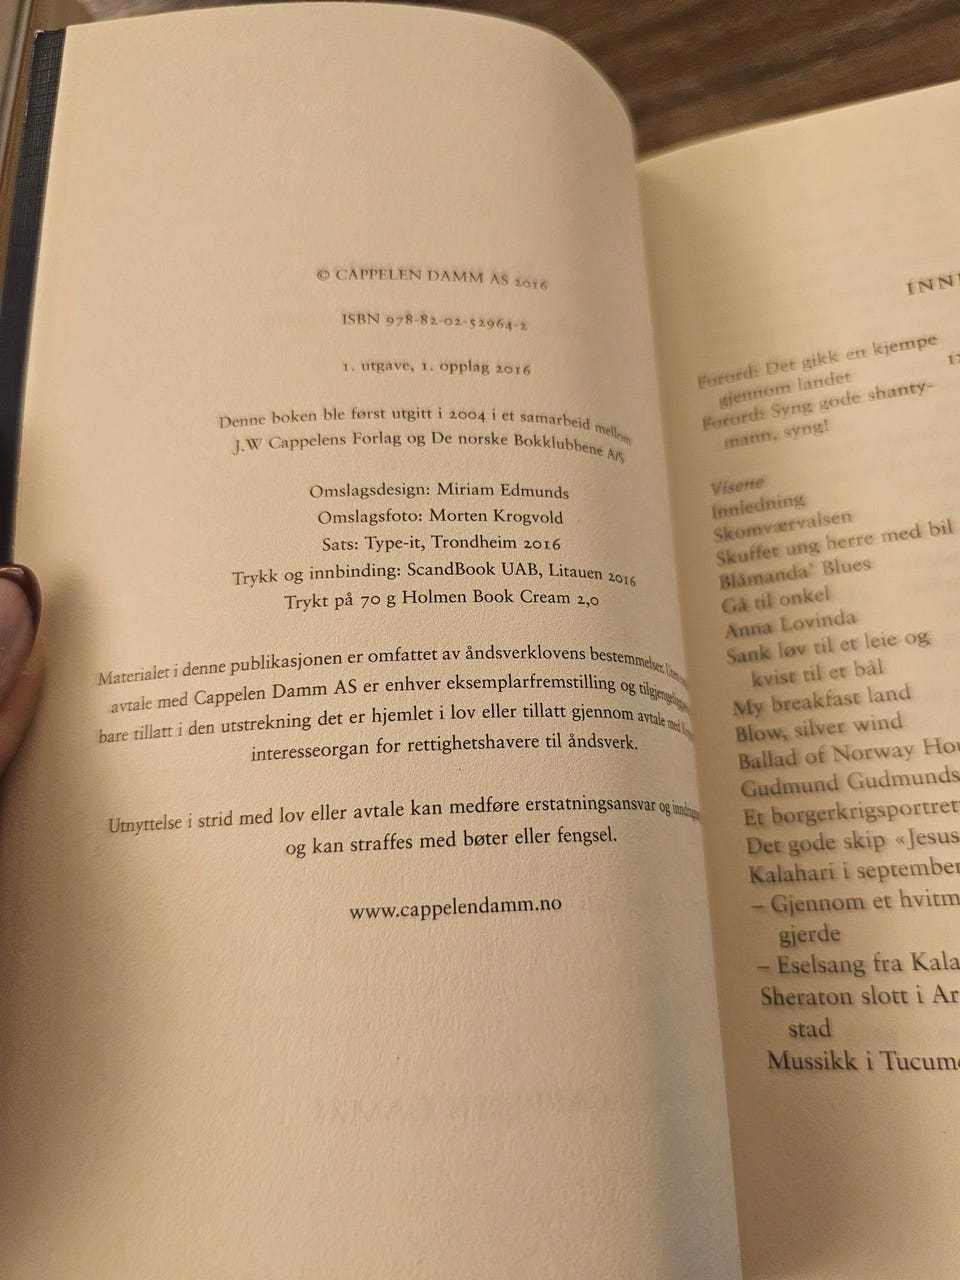 © CAPPELEN DAMM AS 2016
ISBN 978-82-02-52964-2
1. utgave, 1. opplag 2016
Denne boken ble først utgitt i 2004 i et samarbeid mellom
J.W Cappelens Forlag og De norske Bokklubbene A/S
Omslagsdesign: Miriam Edmunds
Omslagsfoto: Morten Krogvold
Sats: Type-it, Trondheim 2016
Trykk og innbinding: ScandBook UAB, Litauen 2016
Trykt på 70 g Holmen Book Cream 2,0
Materialet i denne publikasjonen er omfattet av åndsverklovens bestemmelser. Uten
avtale med Cappelen Damm AS er enhver eksemplarfremstilling og
bare tillatt i den utstrekning det er hjemlet i lov eller tillatt gjennom avtale med
interesseorgan for rettighetshavere til åndsverk.
Utnyttelse i strid med lov eller avtale kan medføre erstatningsansvar og
og kan straffes med bøter eller fengsel.
www.cappelendamm.no
INN
Forord: Det gikk en kjempe
gjennom landet
Forord: Syng gode shanty-
mann, syng!
Visene
Innledning
Skomværvalsen
Skuffet ung herre med bil
Blåmanda' Blues
Gå til onkel
Anna Lovinda
Sank løv til et leie og
kvist til et bål
My breakfast land
Blow, silver wind
Ballad of Norway Hou
Gudmund Gudmunds
Et borgerkrigsportrett
Det gode skip «Jesus
Kalahari i september
– Gjennom et hvitm
gjerde
– Eselsang fra Kala
Sheraton slott i Ar
stad
Mussikk i Tucum